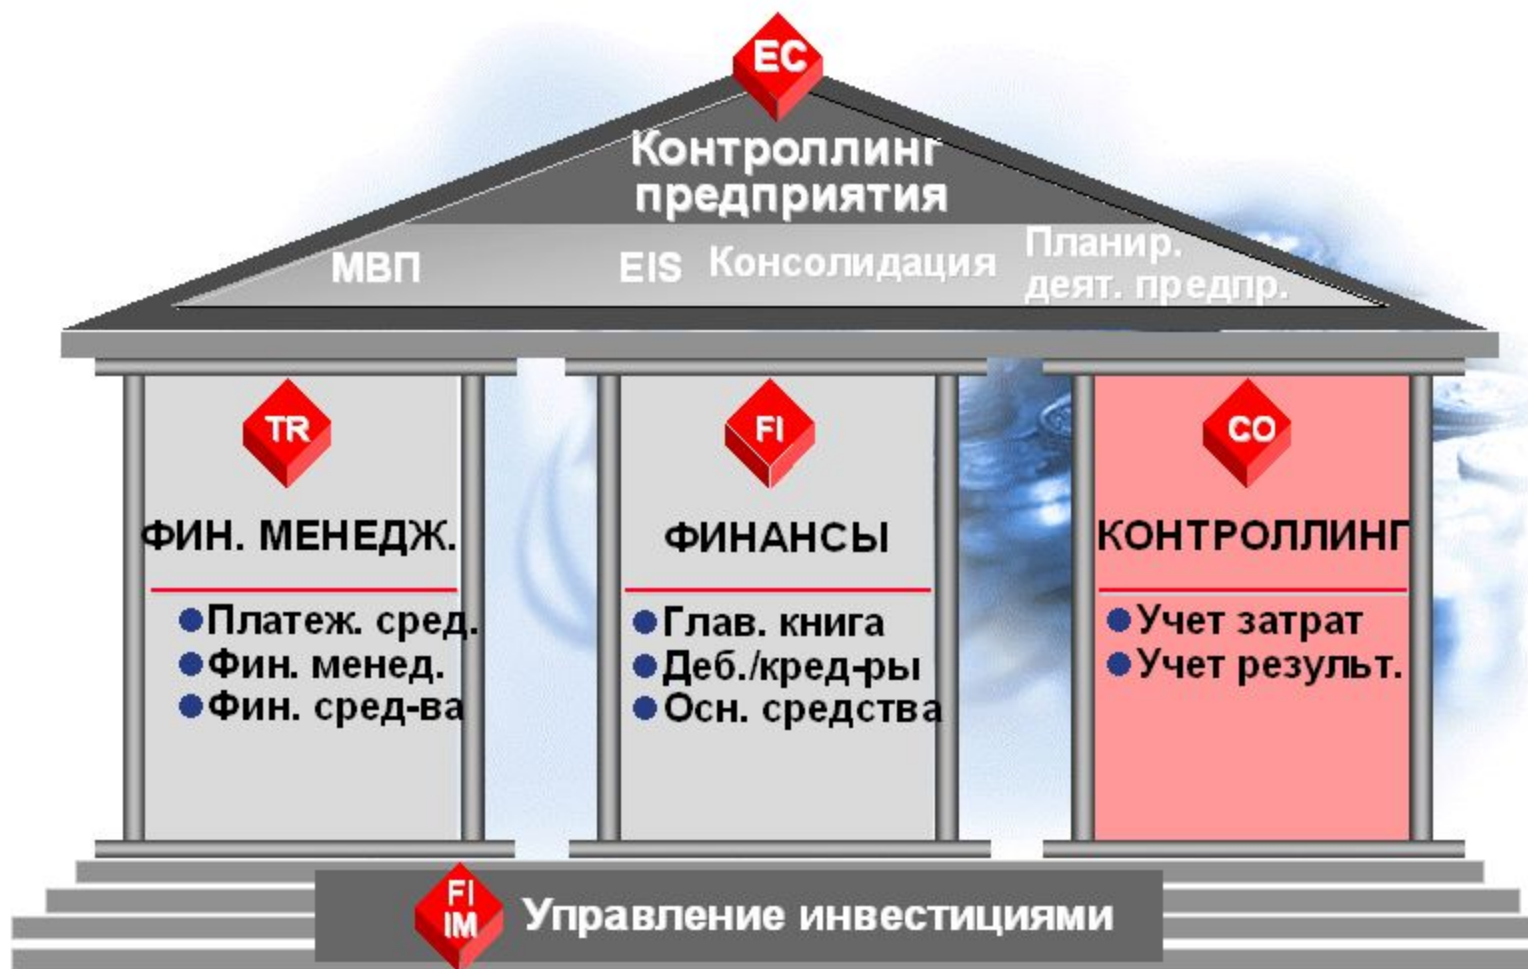 EC
Контроллинг
предприятия
МВП
EIS
Консолидация
Планир.
деят. предпр.
TR
ФИН. МЕНЕДЖ.
Платеж. сред.
Фин. менед.
Фин. сред-ва
FI
ФИНАНСЫ
Глав. книга
Деб./кред-ры
Осн. средства
CO
КОНТРОЛЛИНГ
Учет затрат
Учет результ.
FI
IM
Управление инвестициями